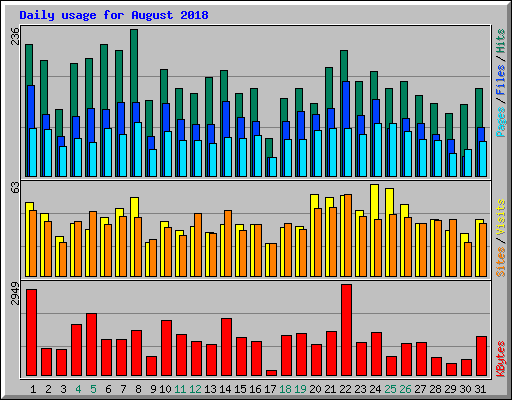 Daily usage for August 2018
236
Pages / Files / Hits
63
Sites / Visits
2949
KBytes
1 2 3 4 5 6 7 8 9 10 11 12 13 14 15 16 17 18 19 20 21 22 23 24 25 26 27 28 29 30 31